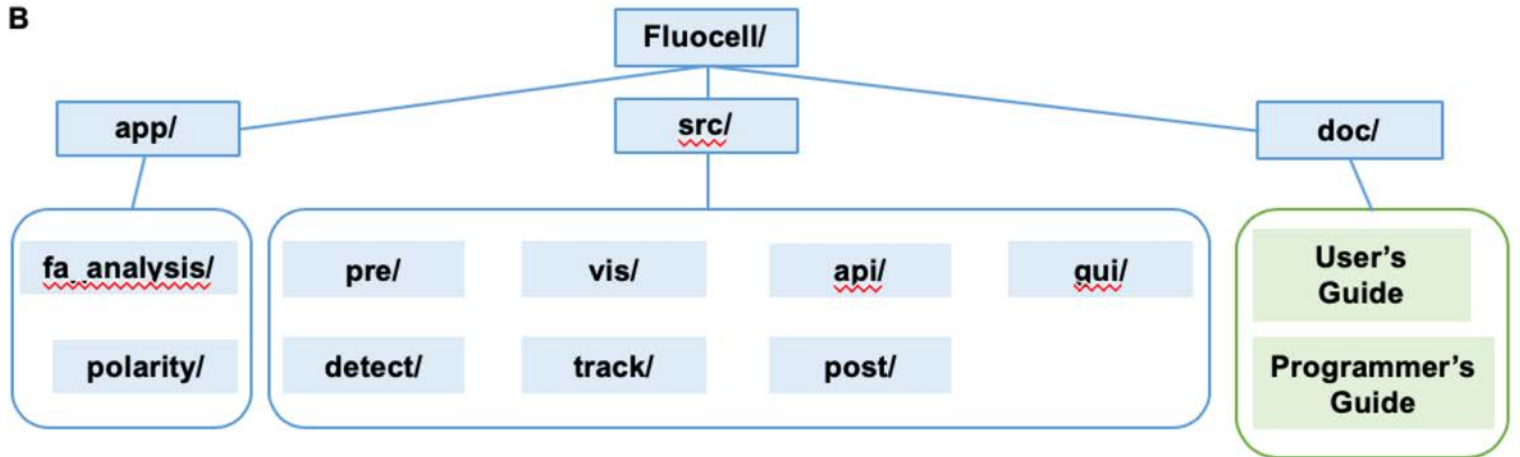 B
Fluocell/
app/
src/
doc/
fa_analysis/
pre/
vis/
api/
gui/
User's
Guide
polarity/
detect/
track/
post/
Programmer's
Guide